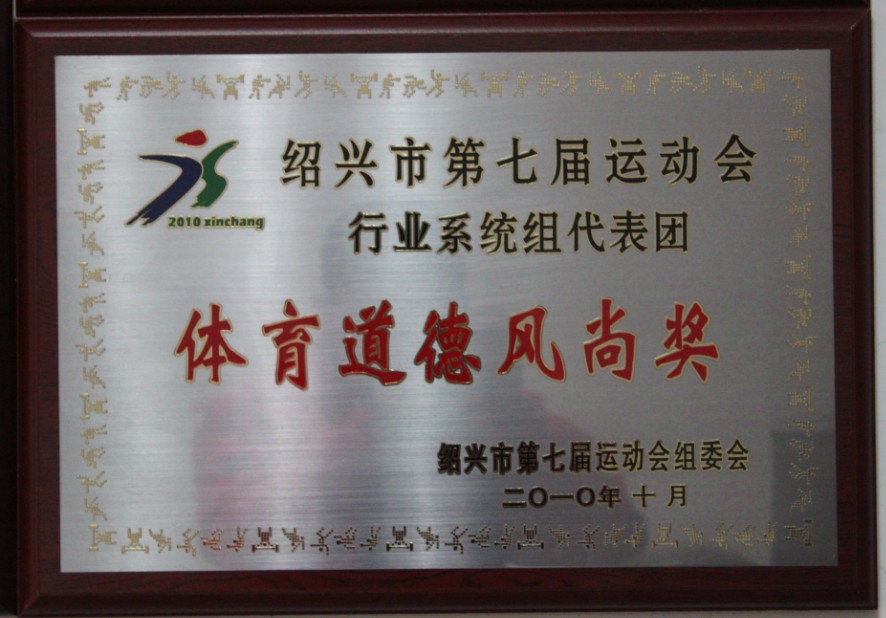 绍兴市第七届运动会
2010 xinchang
行业系统组代表团
体育道德风尚奖
绍兴市第七届运动会组委会
二〇一〇年十月